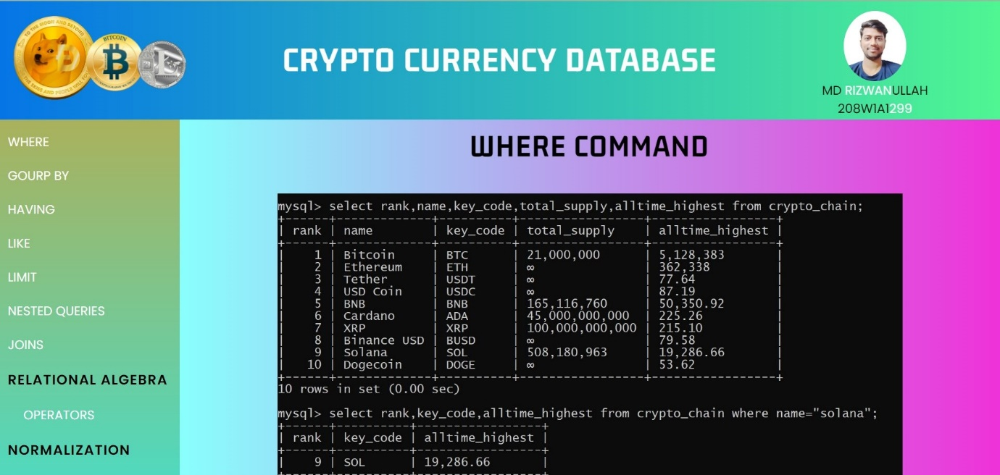 TO THE MOON AND BEYOND
BITCOIN
CRYPTO CURRENCY DATABASE
MD RIZWANULLAH
208W1A1299
WHERE
GOURP BY
HAVING
LIKE
LIMIT
NESTED QUERIES
JOINS
RELATIONAL ALGEBRA
OPERATORS
NORMALIZATION
WHERE COMMAND
mysql> select rank,name,key_code,total_supply,alltime_highest from crypto_chain;
+------+-------------+----------+-----------------+-----------------+
| rank | name        | key_code | total_supply    | alltime_highest |
+------+-------------+----------+-----------------+-----------------+
|    1 | Bitcoin     | BTC      | 21,000,000      | 5,128,383       |
|    2 | Ethereum    | ETH      | ∞               | 362,338         |
|    3 | Tether      | USDT     | ∞               | 77.64           |
|    4 | USD Coin    | USDC     | ∞               | 87.19           |
|    5 | BNB         | BNB      | 165,116,760     | 50,350.92       |
|    6 | Cardano     | ADA      | 45,000,000,000  | 225.26          |
|    7 | XRP         | XRP      | 100,000,000,000 | 215.10          |
|    8 | Binance USD | BUSD     | ∞               | 79.58           |
|    9 | Solana      | SOL      | 508,180,963     | 19,286.66       |
|   10 | Dogecoin    | DOGE     | ∞               | 53.62           |
+------+-------------+----------+-----------------+-----------------+
10 rows in set (0.00 sec)
mysql> select rank,key_code,alltime_highest from crypto_chain where name="solana";
+------+----------+-----------------+
| rank | key_code | alltime_highest |
+------+----------+-----------------+
|    9 | SOL      | 19,286.66       |
+------+----------+-----------------+